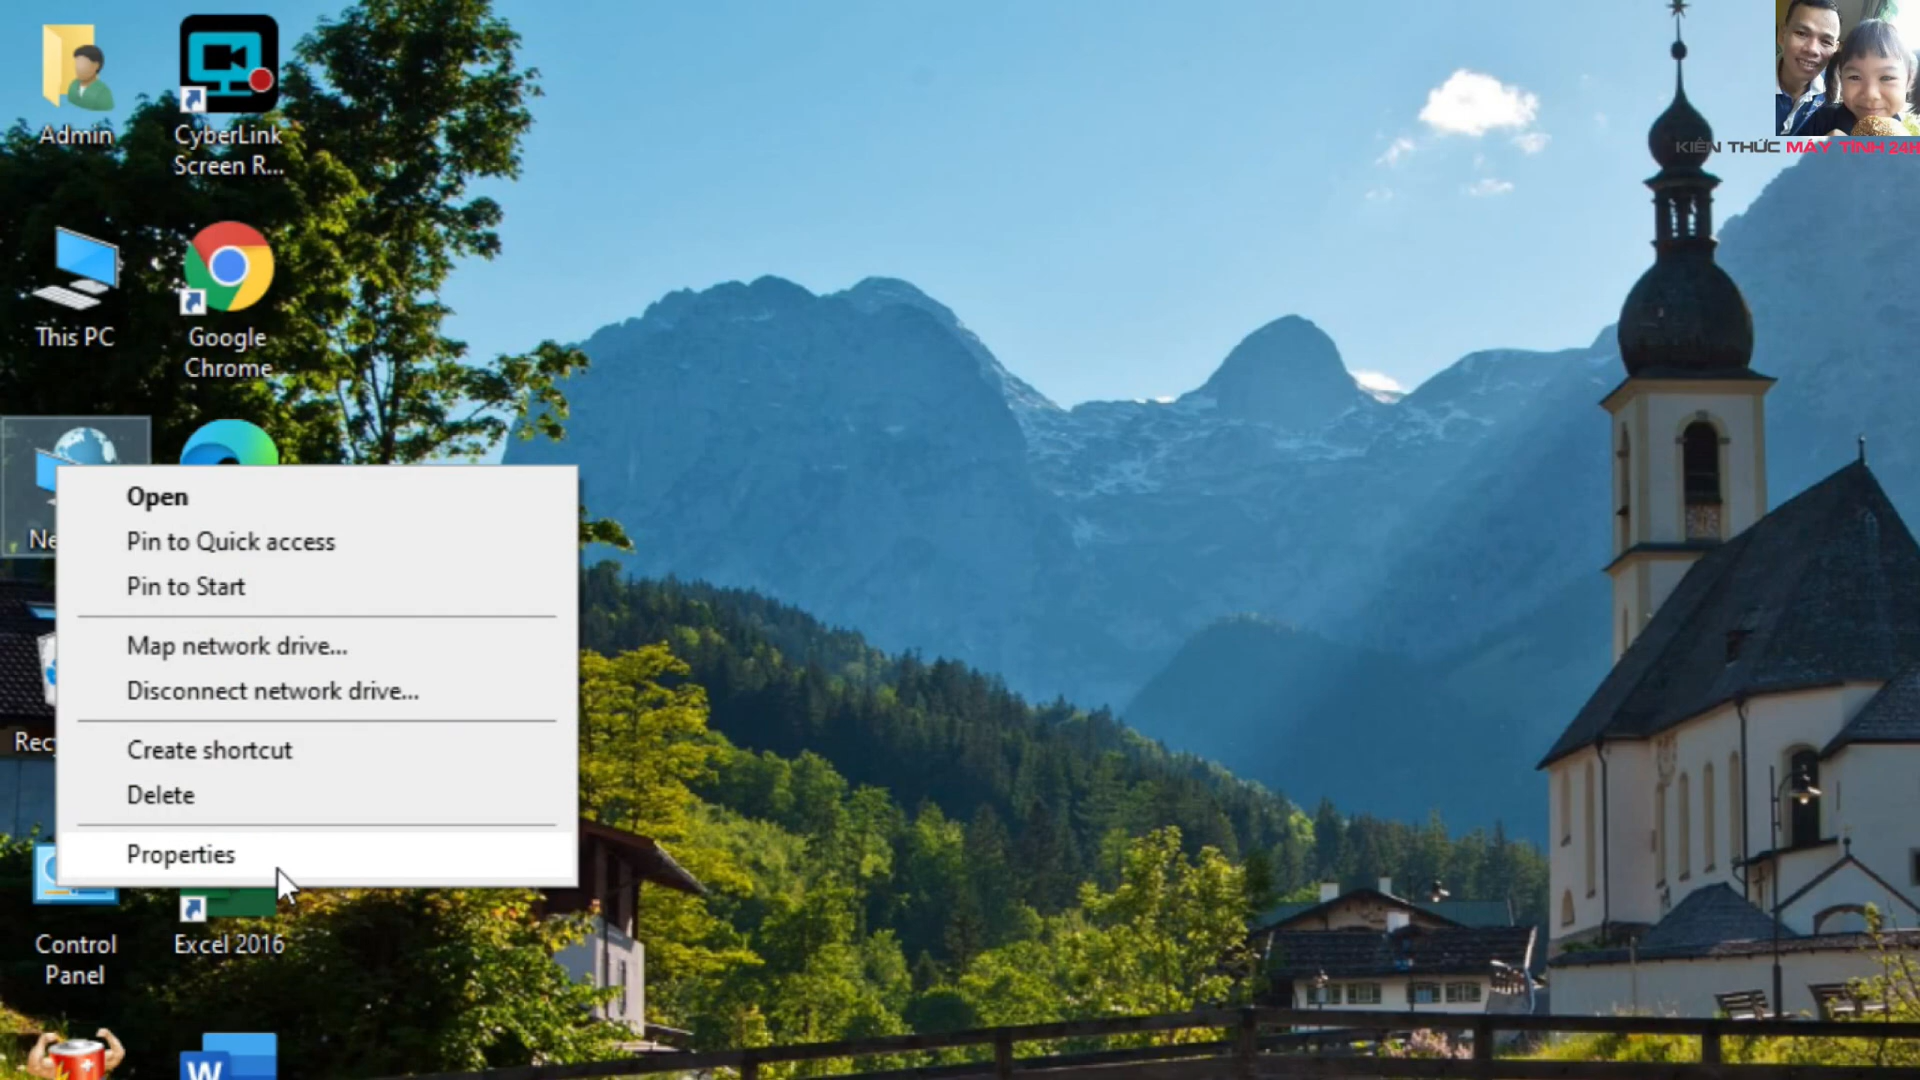 Admin
CyberLink
Screen R...
KIẾN THỨC MÁY TÍNH 24H
This PC
Google
Chrome
Ne
Open
Pin to Quick access
Pin to Start
Map network drive...
Disconnect network drive...
Rec
Create shortcut
Delete
Properties
Control
Panel
Excel 2016
W